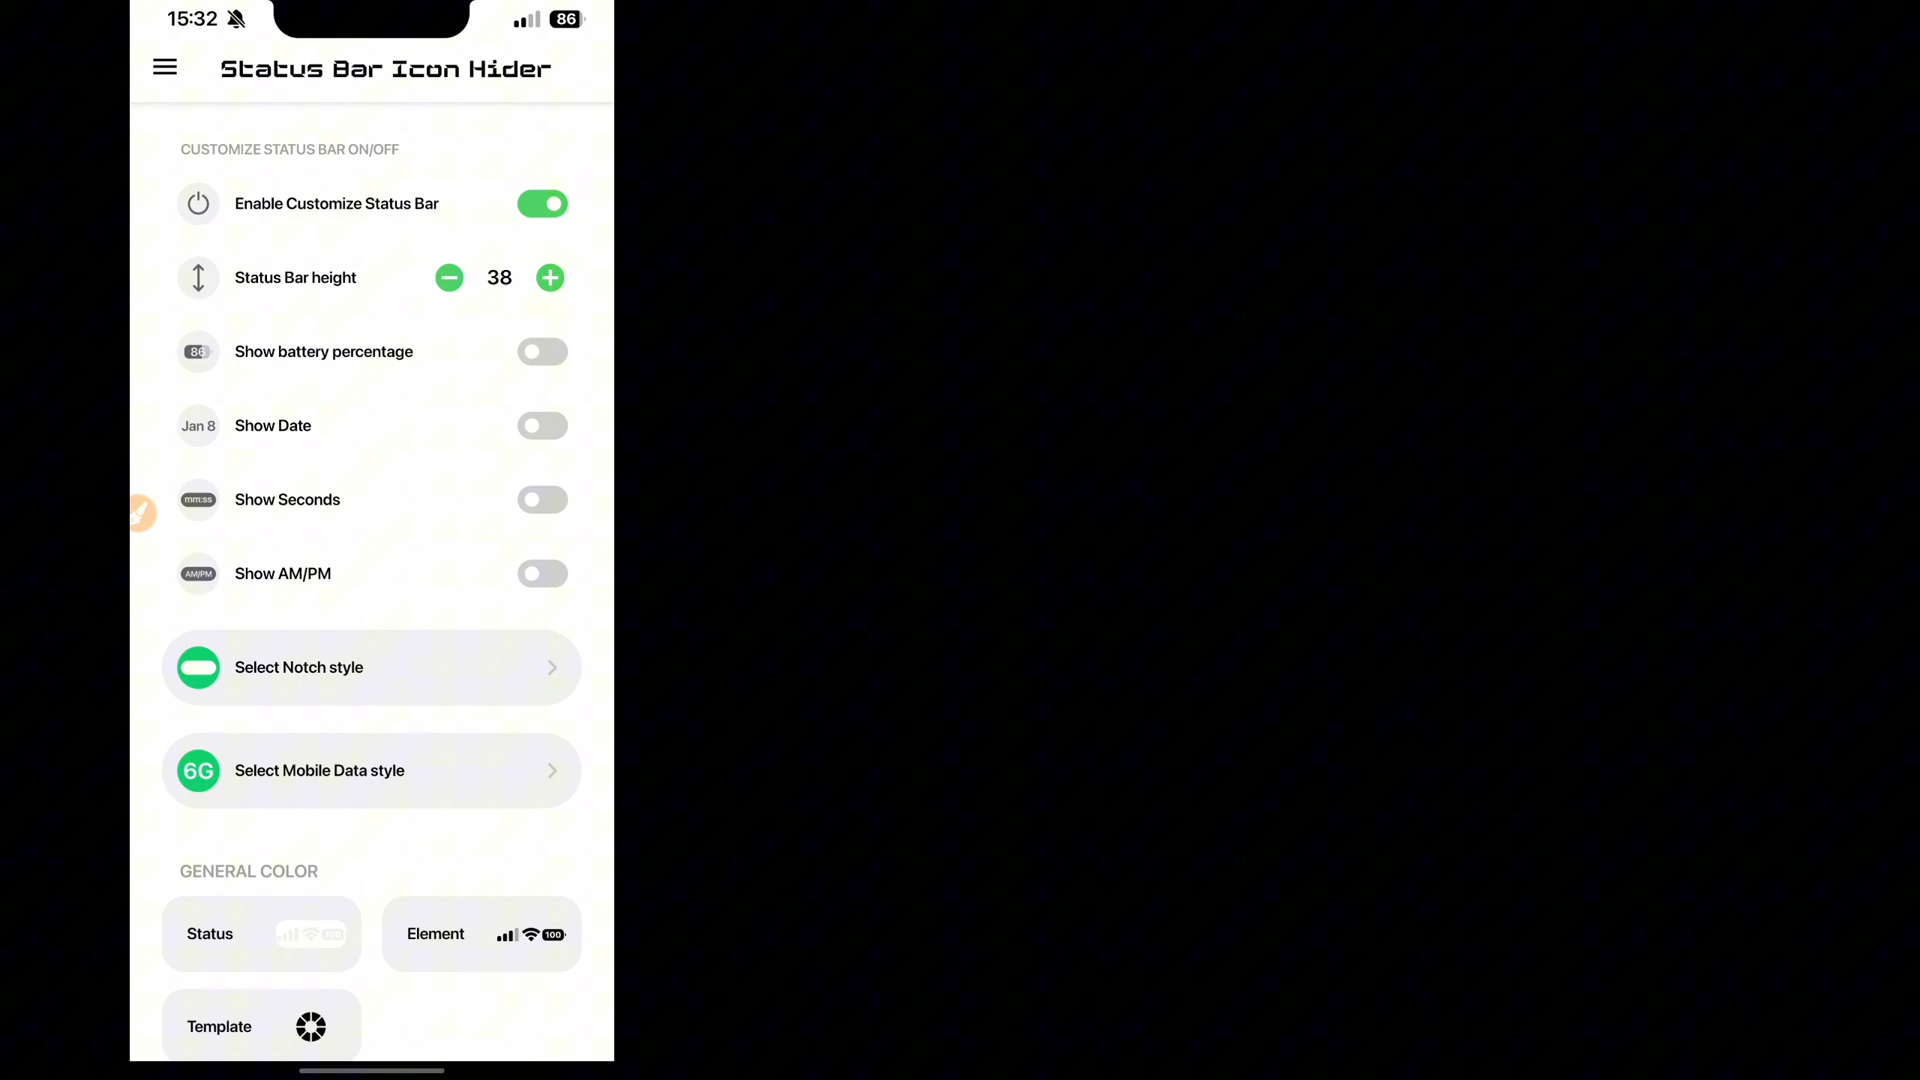 15:32
86
Status Bar Icon Hider
CUSTOMIZE STATUS BAR ON/OFF
Enable Customize Status Bar
Status Bar height
38
86
Show battery percentage
Jan 8
Show Date
mm:ss
Show Seconds
AM/PM
Show AM/PM
Select Notch style
6G
Select Mobile Data style
GENERAL COLOR
Status
100
Element
100
Template